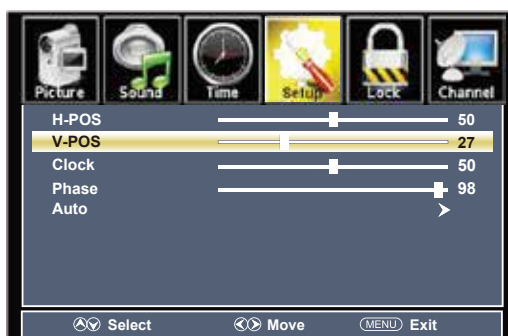 Picture Sound Time Setup Lock Channel
H-POS 50
V-POS 27
Clock 50
Phase 98
Auto
Select Move MENU Exit